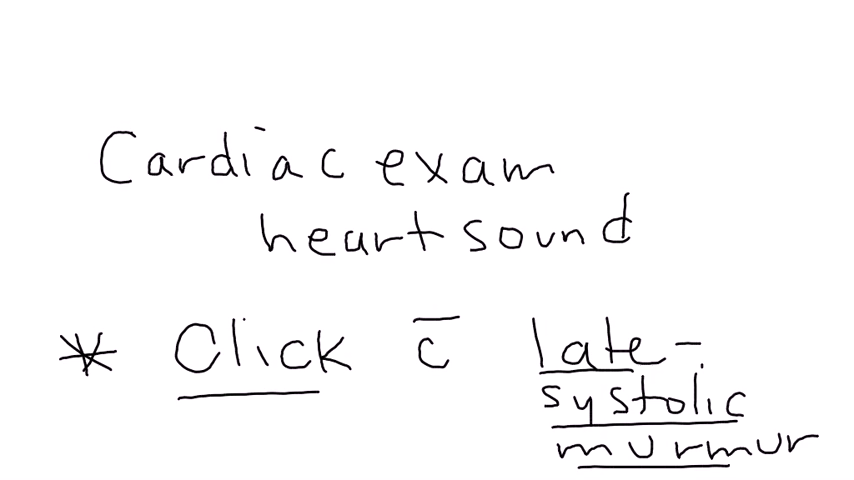 Cardiac exam
heart sound
* Click c̄ late-
systolic
murmur